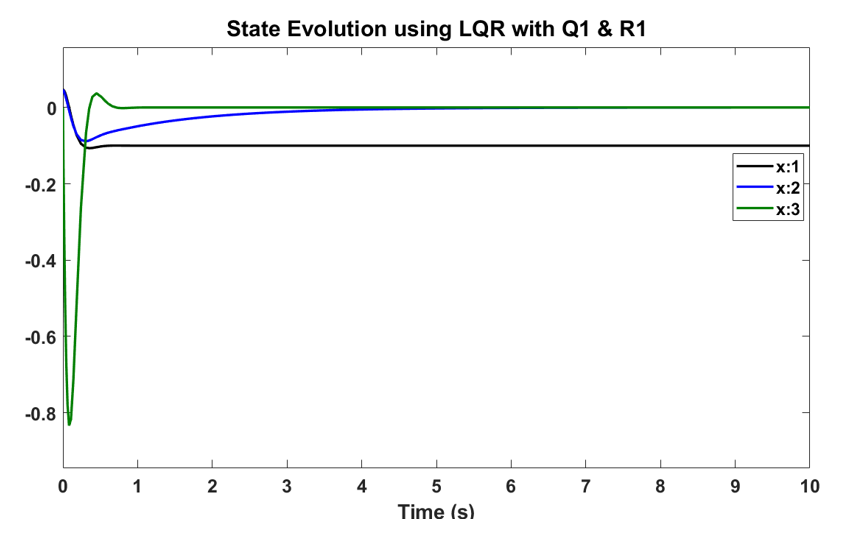 State Evolution using LQR with Q1 & R1
0
-0.2
-0.4
-0.6
-0.8
x:1
x:2
x:3
0 1 2 3 4 5 6 7 8 9 10
Time (s)